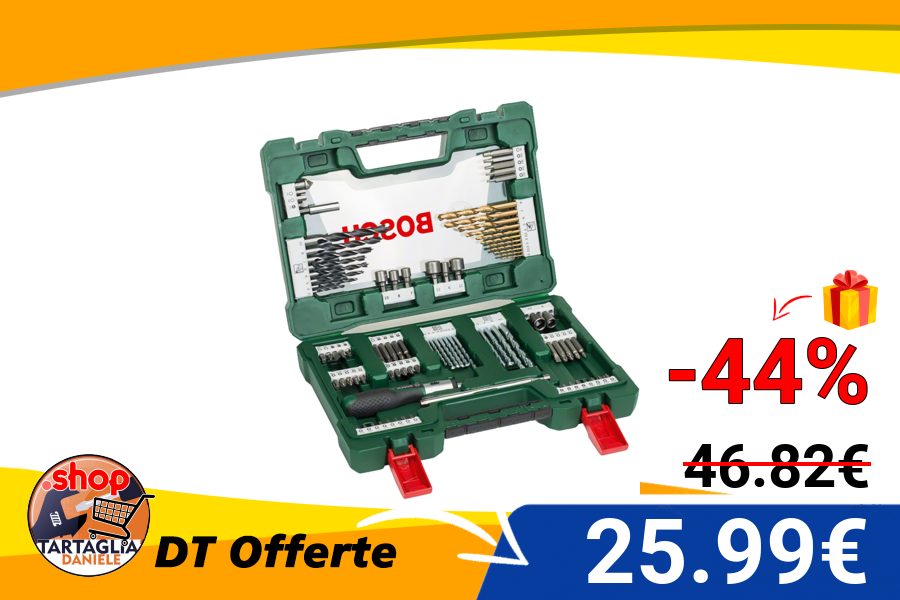 BOSCH
-44%
46.82€
25.99€
.shop
TARTAGLIA
DANIELE
DT Offerte